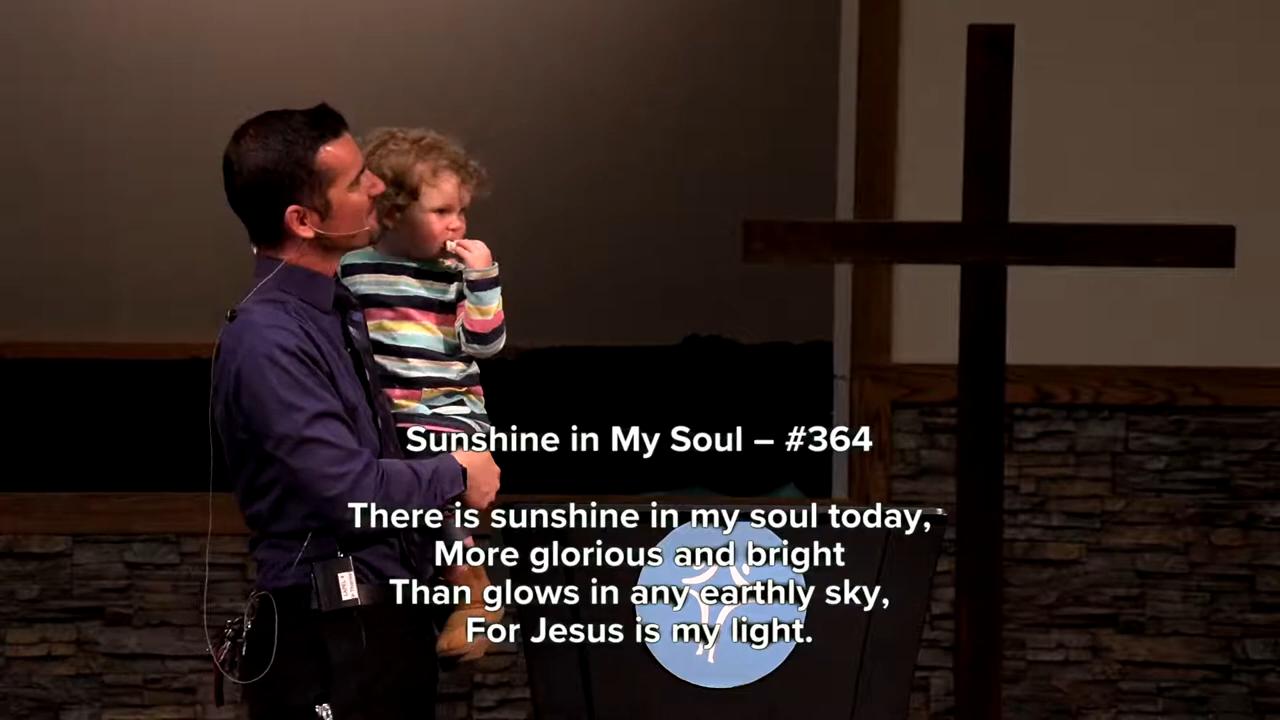 Sunshine in My Soul – #364
There is sunshine in my soul today,
More glorious and bright
Than glows in any earthly sky,
For Jesus is my light.